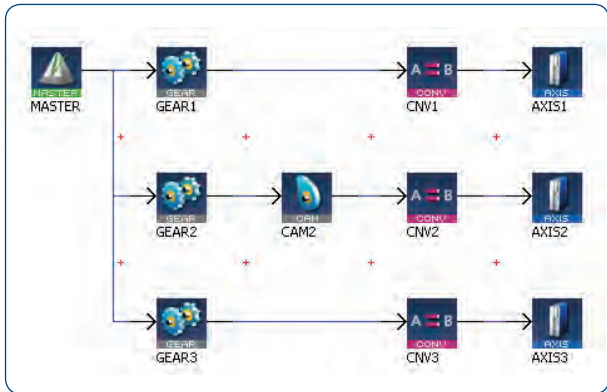 MASTER
MASTER
GEAR
GEAR1
A B
CONV
CNV1
AXIS
AXIS1
GEAR
GEAR2
CAM
CAM2
A B
CONV
CNV2
AXIS
AXIS2
GEAR
GEAR3
A B
CONV
CNV3
AXIS
AXIS3